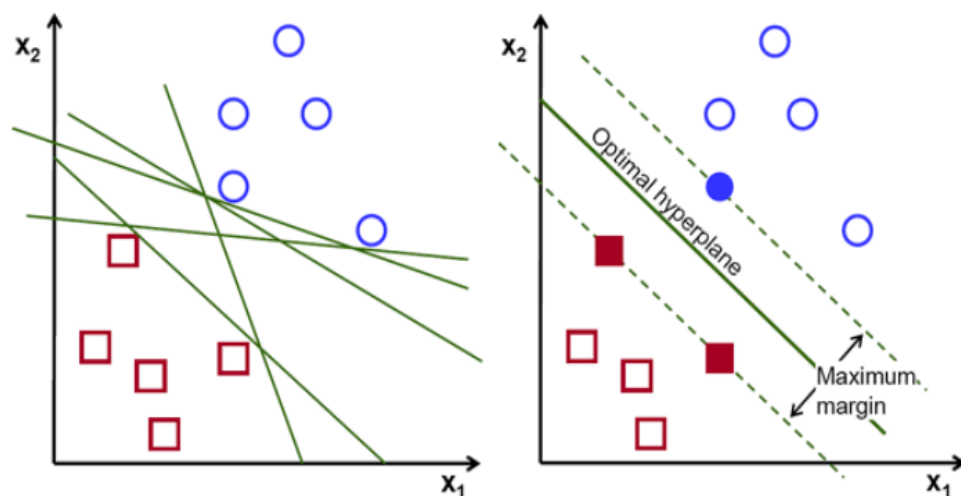 x₂
x₁
x₂
Optimal hyperplane
Maximum
margin
x₁